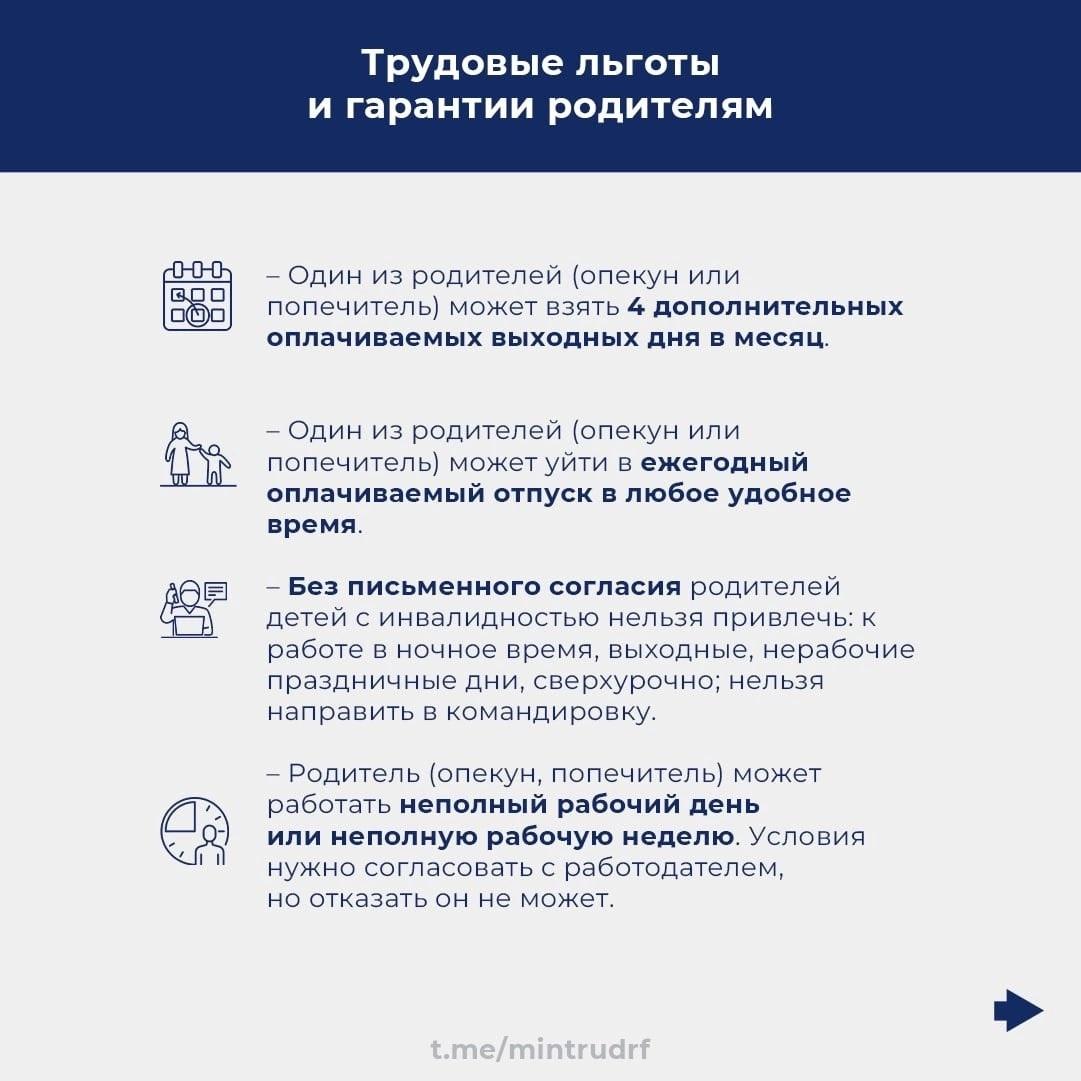 Трудовые льготы
и гарантии родителям
– Один из родителей (опекун или
попечитель) может взять 4 дополнительных
оплачиваемых выходных дня в месяц.
– Один из родителей (опекун или
попечитель) может уйти в ежегодный
оплачиваемый отпуск в любое удобное
время.
– Без письменного согласия родителей
детей с инвалидностью нельзя привлечь: к
работе в ночное время, выходные, нерабочие
праздничные дни, сверхурочно; нельзя
направить в командировку.
– Родитель (опекун, попечитель) может
работать неполный рабочий день
или неполную рабочую неделю. Условия
нужно согласовать с работодателем,
но отказать он не может.
t.me/mintrudrf